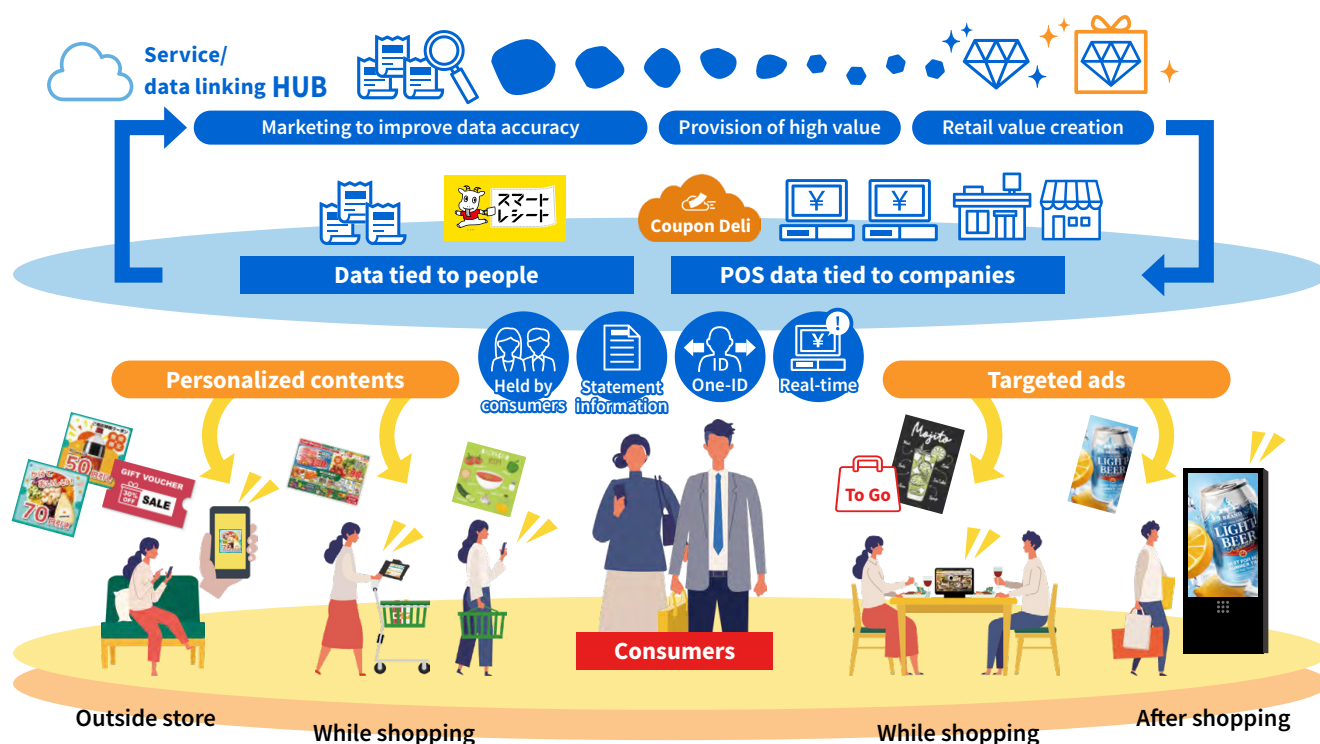 Service/
data linking HUB
Marketing to improve data accuracy
Provision of high value
Retail value creation
スマート
レシート
Coupon Deli
¥
¥
Data tied to people
POS data tied to companies
Held by
consumers
Statement
information
ID
One-ID
¥
!
Real-time
Personalized contents
Targeted ads
50
70
GIFT VOUCHER
30%
OFF
SALE
Mojito
To Go
LIGHT
BEER
LIGHT
BEER
Consumers
Outside store
While shopping
While shopping
After shopping